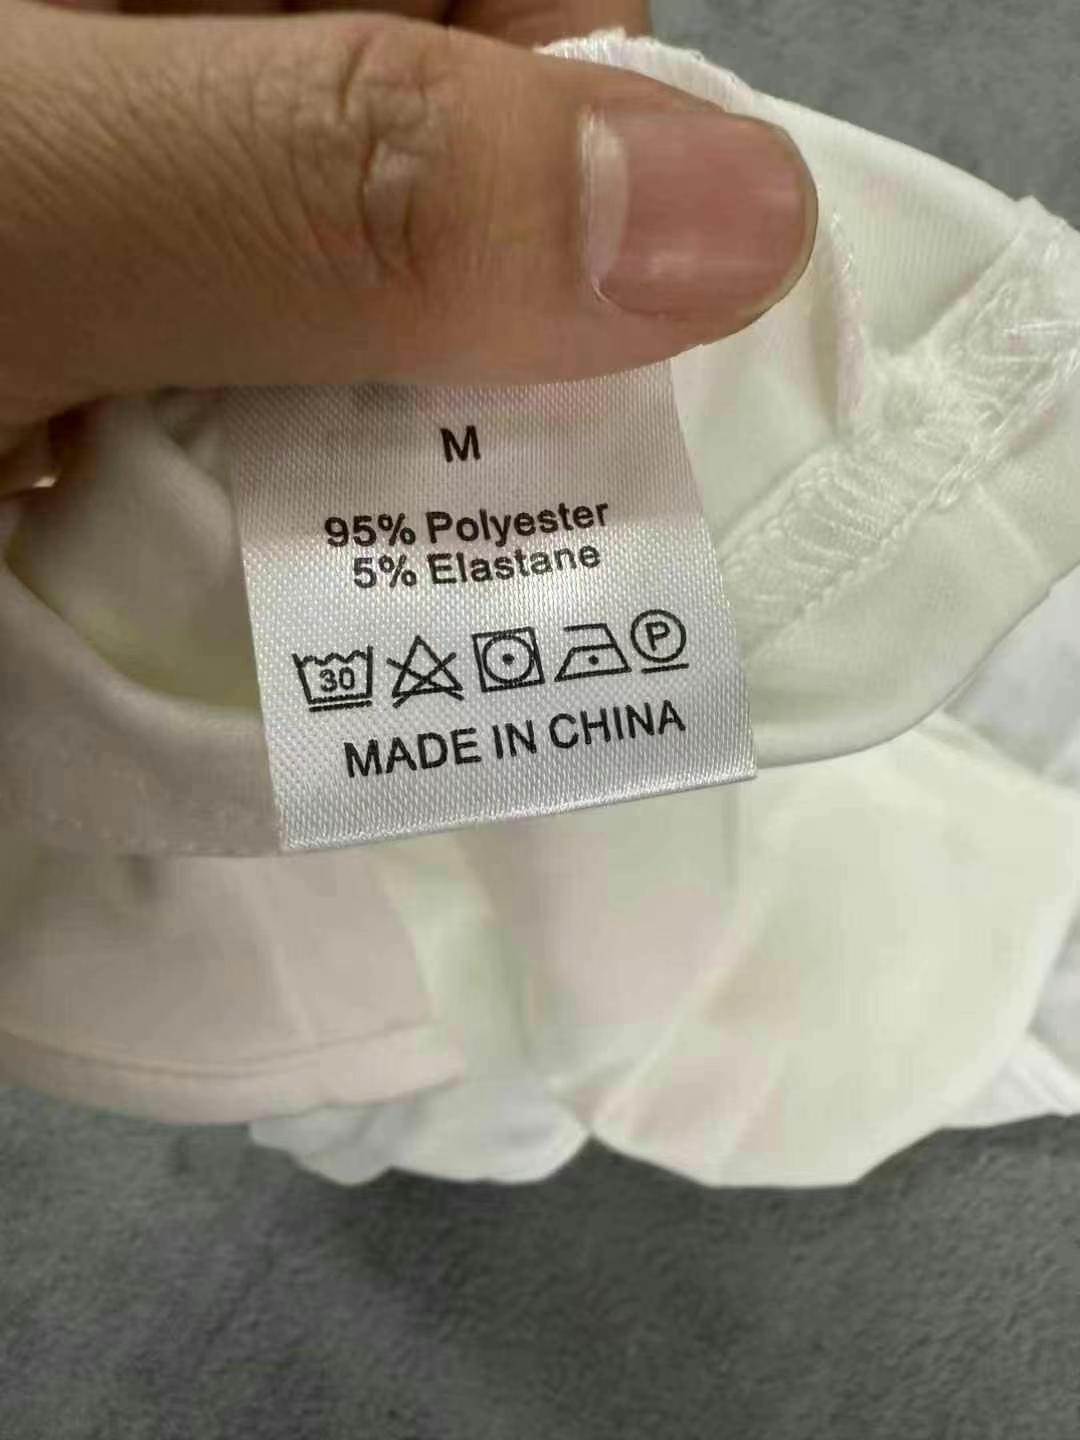 M
95% Polyester
5% Elastane
30 P
MADE IN CHINA